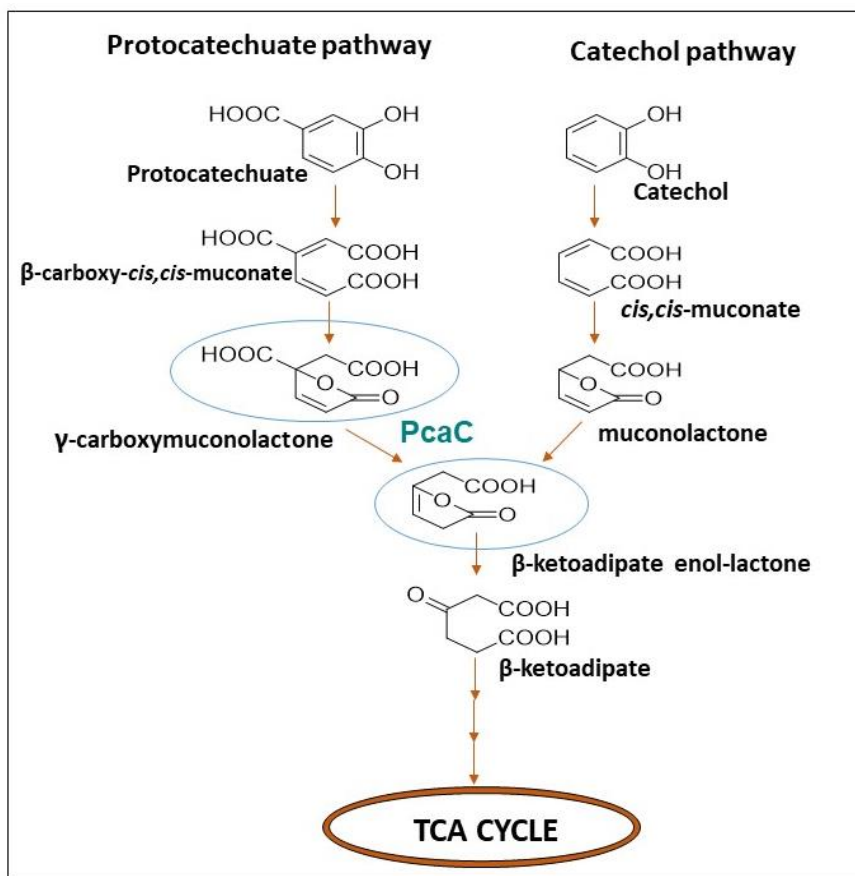 Protocatechuate pathway
Catechol pathway
HOOC
OH
OH
Protocatechuate
OH
OH
Catechol
HOOC
COOH
COOH
β-carboxy-cis,cis-muconate
COOH
COOH
cis,cis-muconate
HOOC
COOH
O
O
γ-carboxymuconolactone
COOH
O
O
muconolactone
PcaC
COOH
O
O
β-ketoadipate enol-lactone
O
COOH
COOH
β-ketoadipate
TCA CYCLE